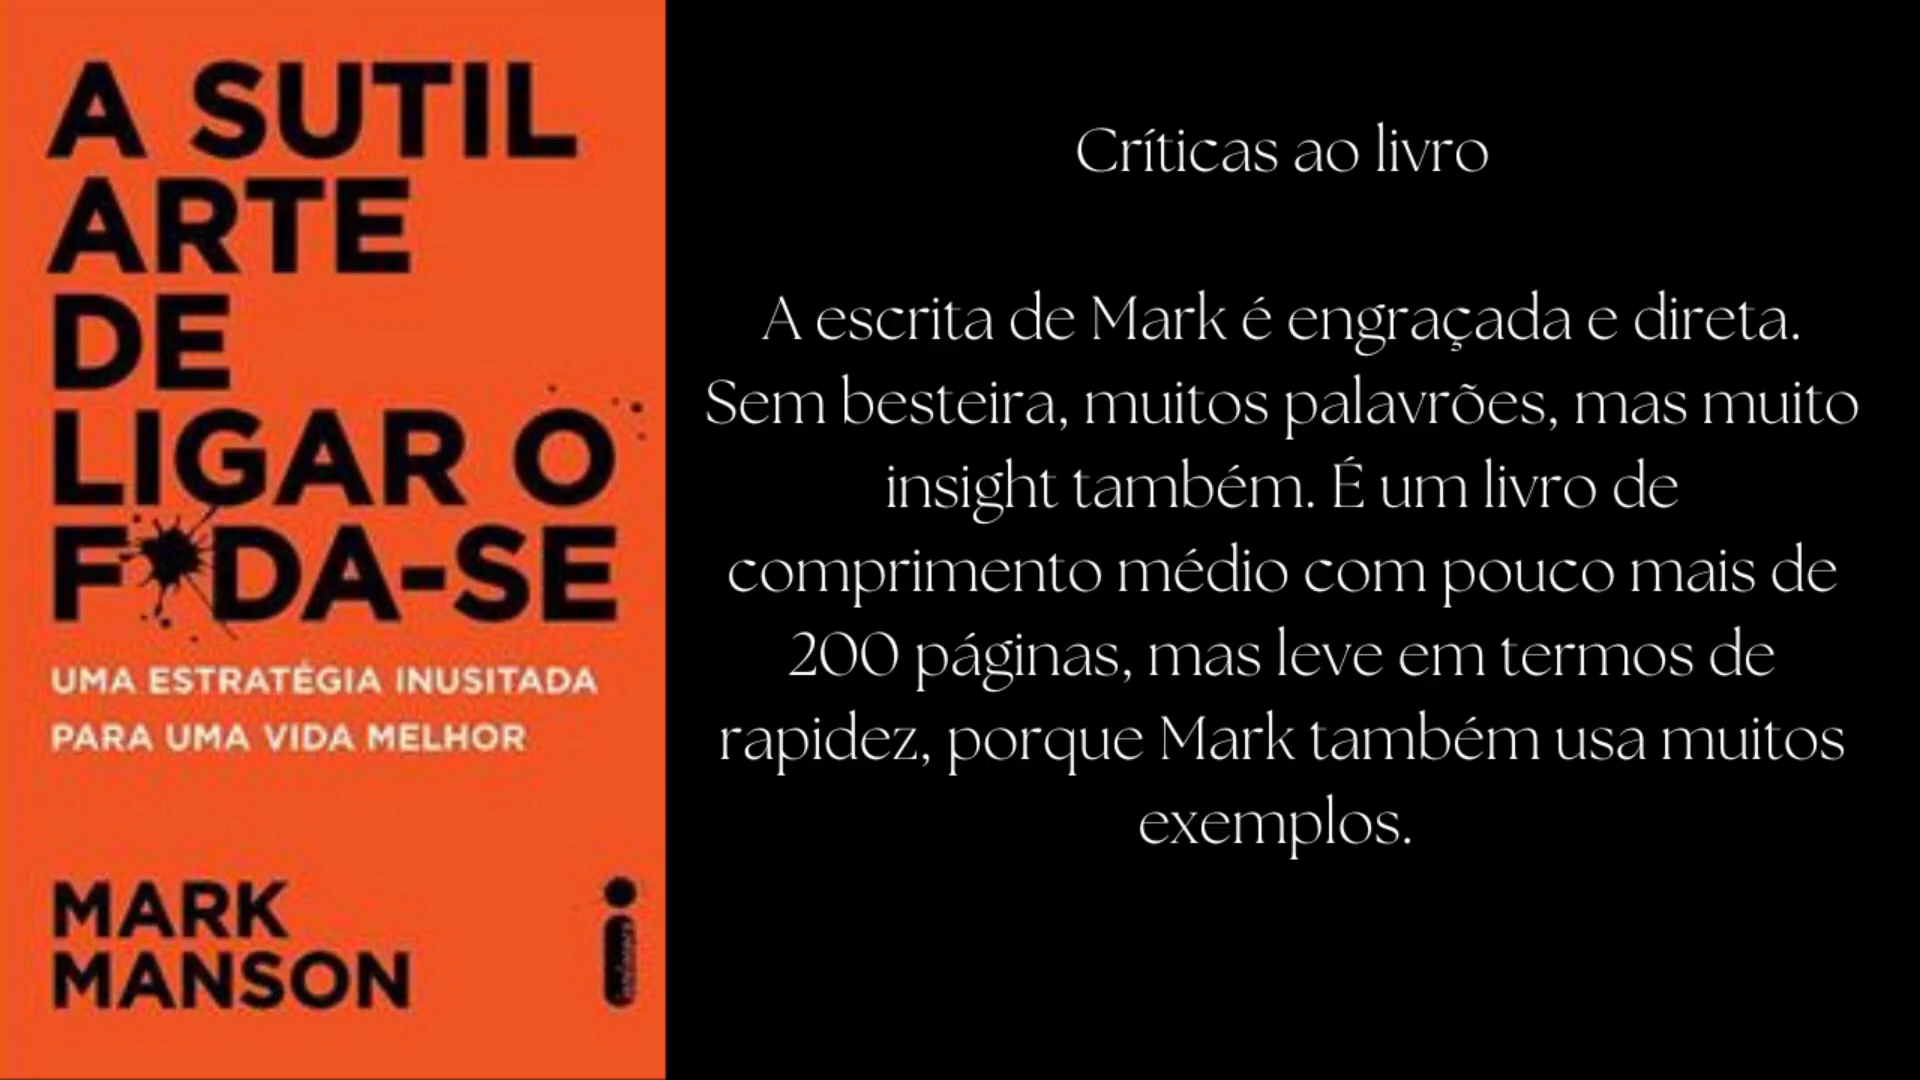 A SUTIL
ARTE
DE
LIGAR O
F*DA-SE
UMA ESTRATÉGIA INUSITADA
PARA UMA VIDA MELHOR
MARK
MANSON
Críticas ao livro
A escrita de Mark é engraçada e direta.
Sem besteira, muitos palavrões, mas muito
insight também. É um livro de
comprimento médio com pouco mais de
200 páginas, mas leve em termos de
rapidez, porque Mark também usa muitos
exemplos.